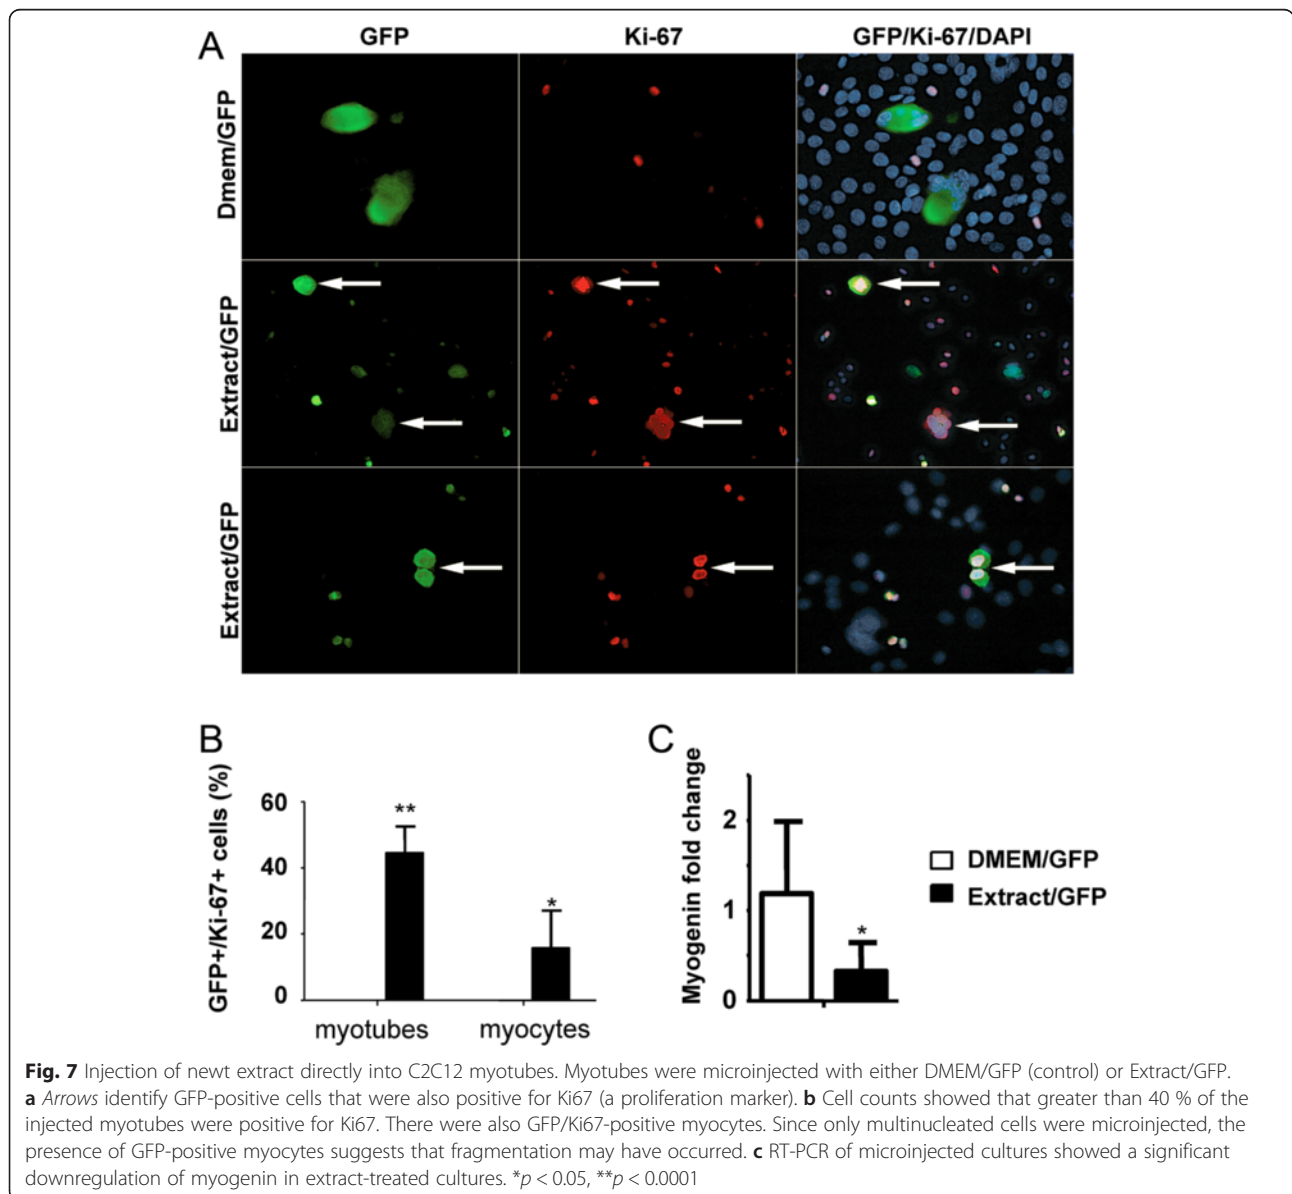 A
GFP
Ki-67
GFP/Ki-67/DAPI
Dmem/GFP
Extract/GFP
Extract/GFP
B
GFP+/Ki-67+ cells (%)
60
40
20
0
**
*
myotubes
myocytes
C
Myogenin fold change
2
1
0
*
DMEM/GFP
Extract/GFP
Fig. 7 Injection of newt extract directly into C2C12 myotubes. Myotubes were microinjected with either DMEM/GFP (control) or Extract/GFP.
a Arrows identify GFP-positive cells that were also positive for Ki67 (a proliferation marker). b Cell counts showed that greater than 40 % of the
injected myotubes were positive for Ki67. There were also GFP/Ki67-positive myocytes. Since only multinucleated cells were microinjected, the
presence of GFP-positive myocytes suggests that fragmentation may have occurred. c RT-PCR of microinjected cultures showed a significant
downregulation of myogenin in extract-treated cultures. *p < 0.05, **p < 0.0001